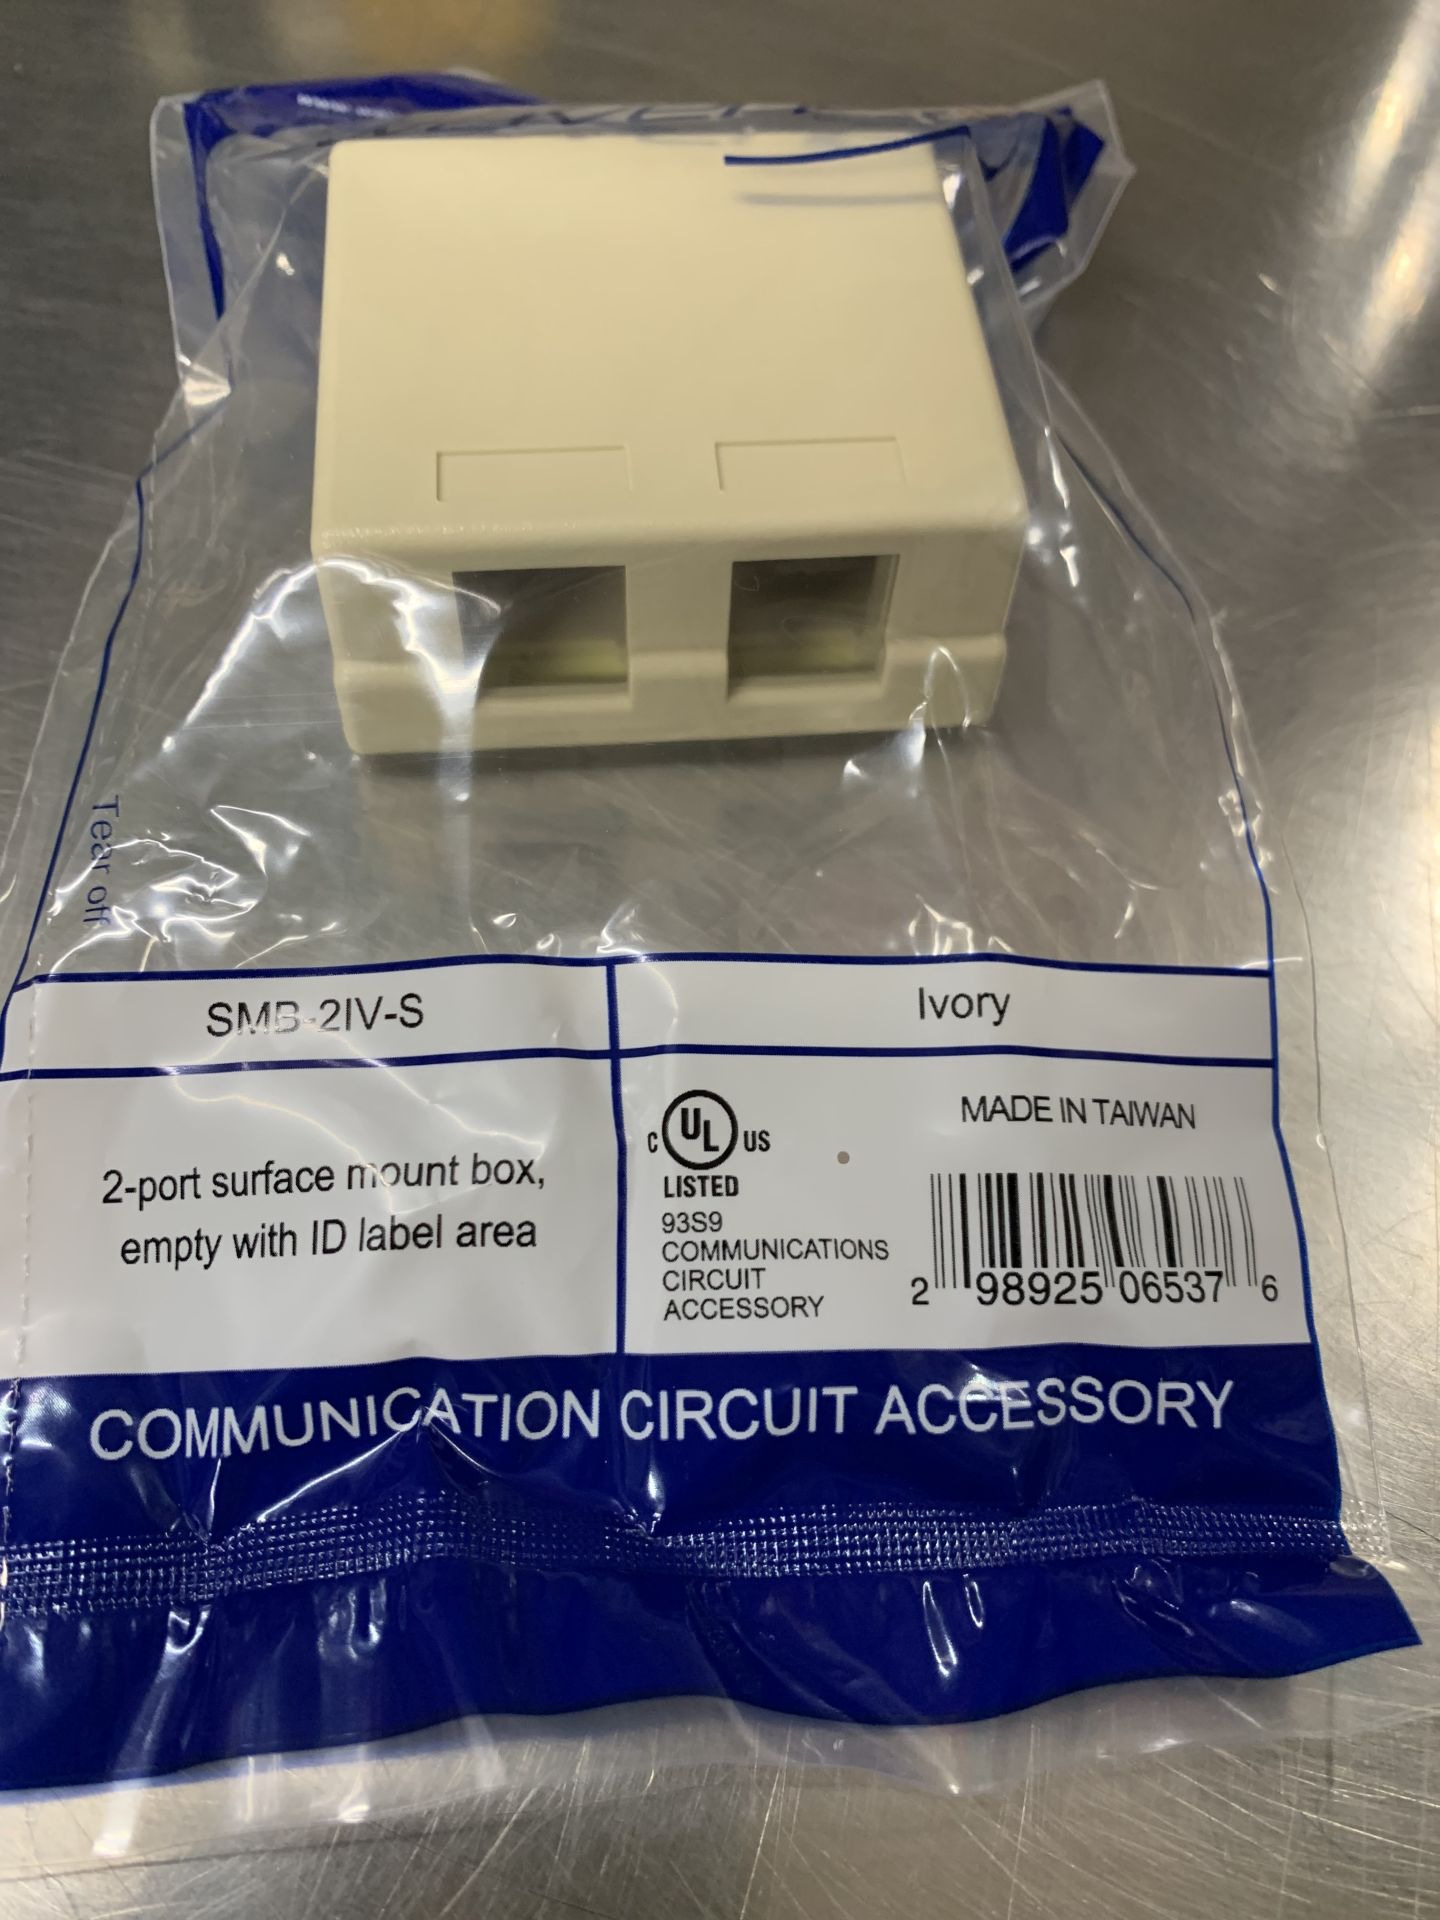 Tear off
SMB-2IV-S
Ivory
2-port surface mount box,
empty with ID label area
C UL US
LISTED
93S9
COMMUNICATIONS
CIRCUIT
ACCESSORY
MADE IN TAIWAN
2 98925 06537 6
COMMUNICATION CIRCUIT ACCESSORY